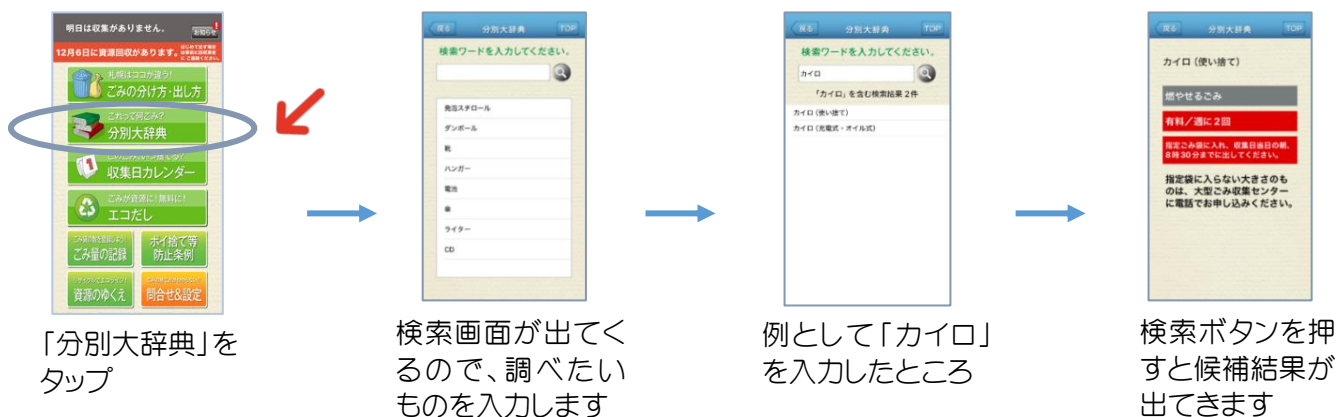 明日は収集がありません。
お知らせ
12月6日に資源回収があります。
札幌はココが違う!
ごみの分け方・出し方
これって何ごみ?
分別大辞典
収集日カレンダー
ごみが資源に!無料に!
エコだし
ごみ量の記録
ポイ捨て等
防止条例
資源のゆくえ
問合せ&設定
「分別大辞典」を
タップ
戻る 分別大辞典 TOP
検索ワードを入力してください。
発泡スチロール
ダンボール
靴
ハンガー
電池
傘
ライター
CD
検索画面が出てく
るので、調べたい
ものを入力します
戻る 分別大辞典 TOP
検索ワードを入力してください。
カイロ
「カイロ」を含む検索結果 2件
カイロ(使い捨て)
カイロ(充電式・オイル式)
例として「カイロ」
を入力したところ
戻る 分別大辞典 TOP
カイロ(使い捨て)
燃やせるごみ
有料/週に2回
指定ごみ袋に入れ、収集日当日の朝、
8時30分までに出してください。
指定袋に入らない大きさのも
のは、大型ごみ収集センター
に電話でお申し込みください。
検索ボタンを押
すと候補結果が
出てきます